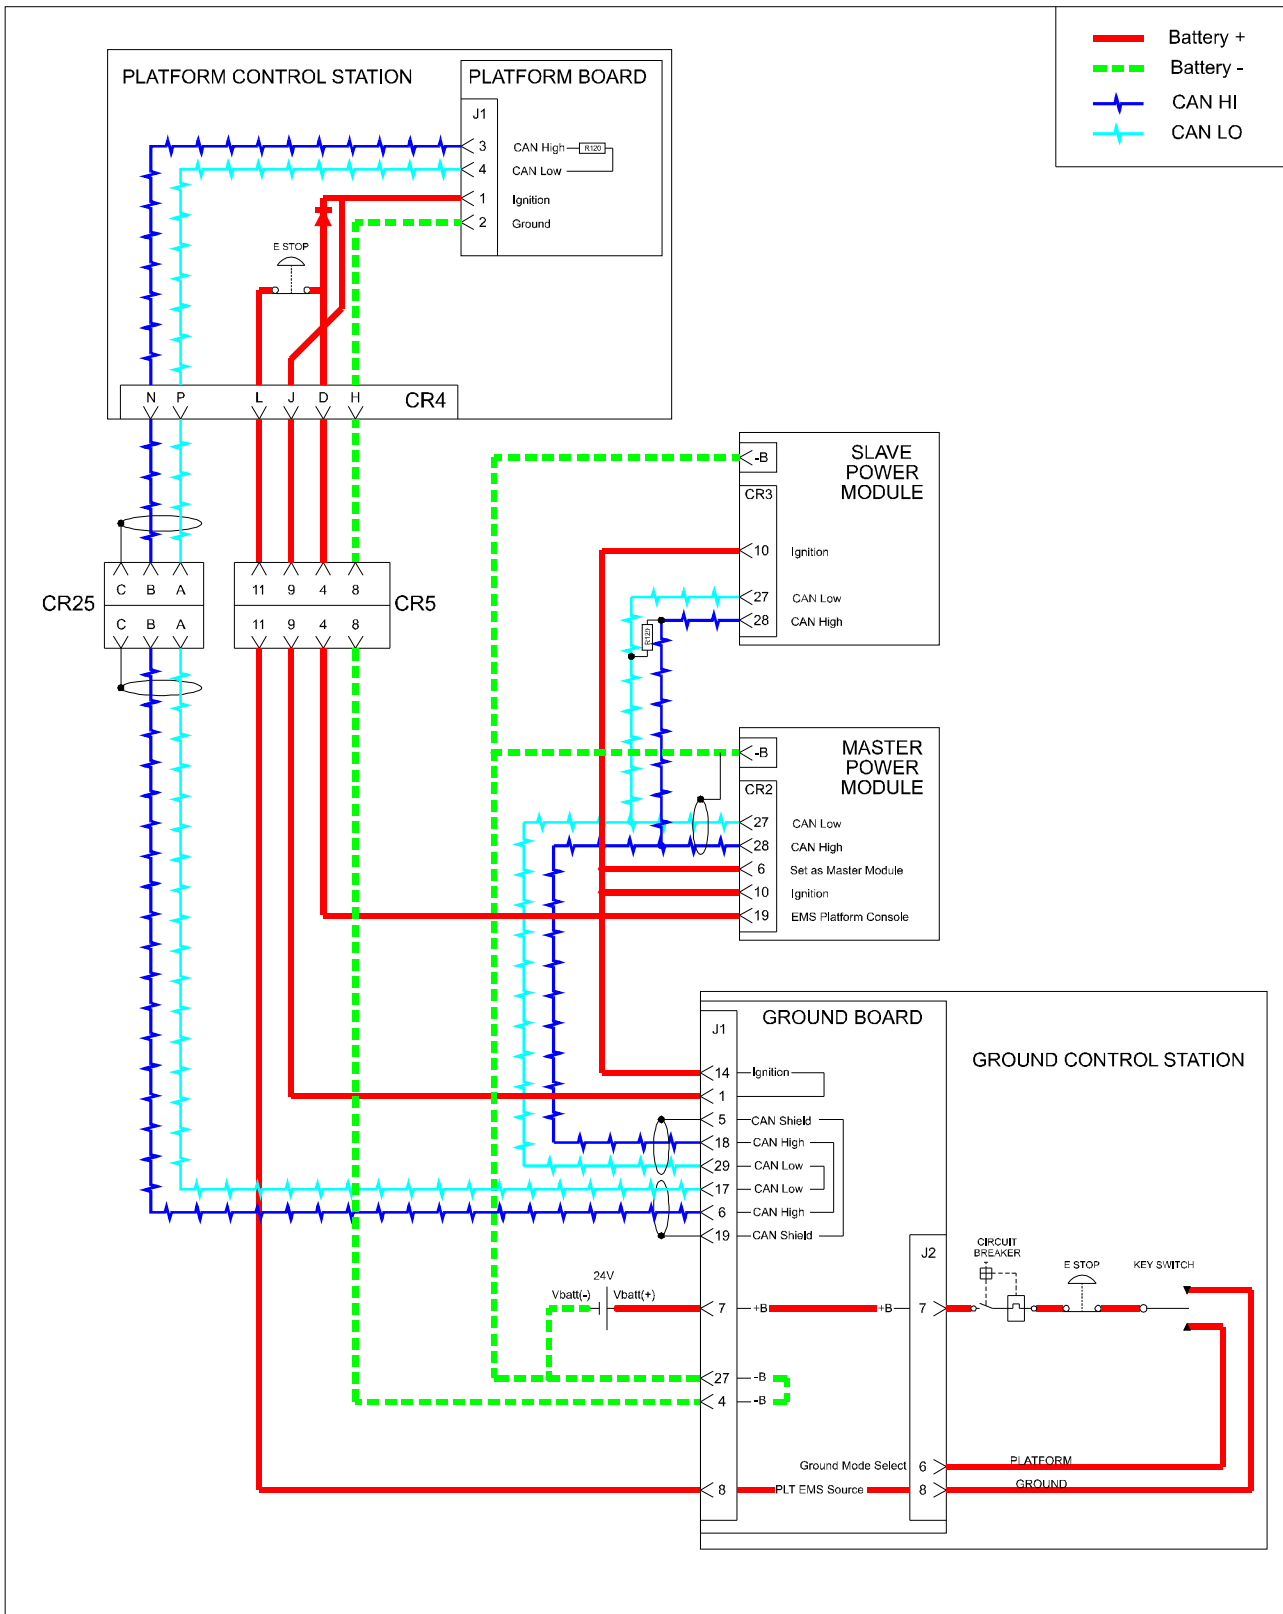 Battery +
Battery -
CAN HI
CAN LO
PLATFORM CONTROL STATION
PLATFORM BOARD
J1
3 CAN High R120
4 CAN Low
1 Ignition
2 Ground
E STOP
N P L J D H CR4
-B
SLAVE
POWER
MODULE
CR3
10 Ignition
27 CAN Low
28 CAN High
R120
CR25
C B A
C B A
11 9 4 8
11 9 4 8
CR5
-B
MASTER
POWER
MODULE
CR2
27 CAN Low
28 CAN High
6 Set as Master Module
10 Ignition
19 EMS Platform Console
GROUND BOARD
GROUND CONTROL STATION
J1
14 Ignition
1
5 CAN Shield
18 CAN High
29 CAN Low
17 CAN Low
6 CAN High
19 CAN Shield
J2
CIRCUIT
BREAKER
E STOP
KEY SWITCH
24V
Vbatt(-) Vbatt(+)
7 +B +B 7
27 -B
4 -B
Ground Mode Select 6 PLATFORM
8 PLT EMS Source 8 GROUND